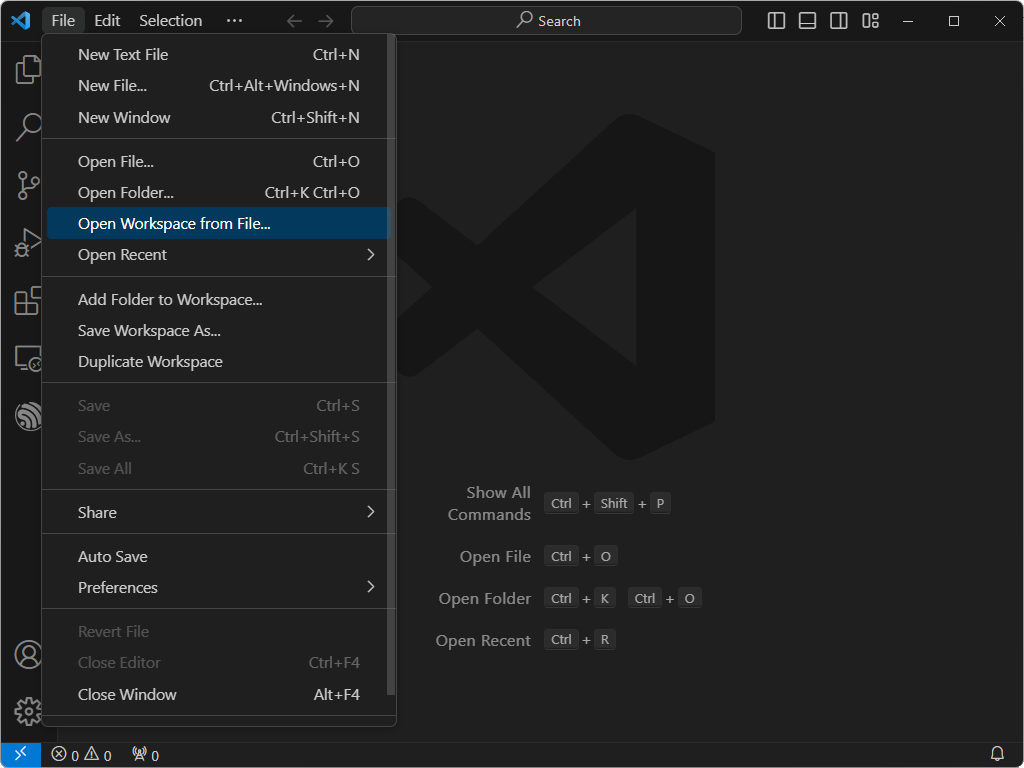 File Edit Selection ··· Search
New Text File Ctrl+N
New File... Ctrl+Alt+Windows+N
New Window Ctrl+Shift+N
Open File... Ctrl+O
Open Folder... Ctrl+K Ctrl+O
Open Workspace from File...
Open Recent
Add Folder to Workspace...
Save Workspace As...
Duplicate Workspace
Save Ctrl+S
Save As... Ctrl+Shift+S
Save All Ctrl+K S
Share
Auto Save
Preferences
Revert File
Close Editor Ctrl+F4
Close Window Alt+F4
Show All
Commands Ctrl + Shift + P
Open File Ctrl + O
Open Folder Ctrl + K Ctrl + O
Open Recent Ctrl + R
0 0 0